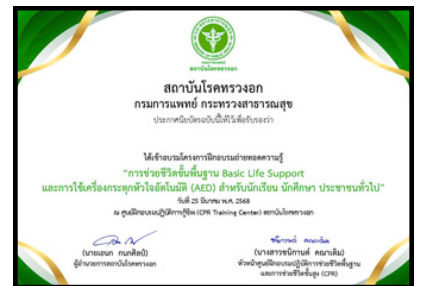 สถาบันโรคทรวงอก
สถาบันโรคทรวงอก
กรมการแพทย์ กระทรวงสาธารณสุข
ประกาศนียบัตรฉบับนี้ให้ไว้เพื่อรับรองว่า
ได้เข้าอบรมโครงการฝึกอบรมถ่ายทอดความรู้
"การช่วยชีวิตขั้นพื้นฐาน Basic Life Support
และการใช้เครื่องกระตุกหัวใจอัตโนมัติ (AED) สำหรับนักเรียน นักศึกษา ประชาชนทั่วไป"
วันที่ 25 มีนาคม พ.ศ. 2568
ณ ศูนย์ฝึกอบรมปฏิบัติการกู้ชีพ (CPR Training Center) สถาบันโรคทรวงอก
(นายเอนก กนกศิลป์)
ผู้อำนวยการสถาบันโรคทรวงอก
(นางสาวชนิกานต์ คณาเดิม)
หัวหน้าศูนย์ฝึกอบรมปฏิบัติการช่วยชีวิตพื้นฐาน
และการช่วยชีวิตขั้นสูง (CPR)